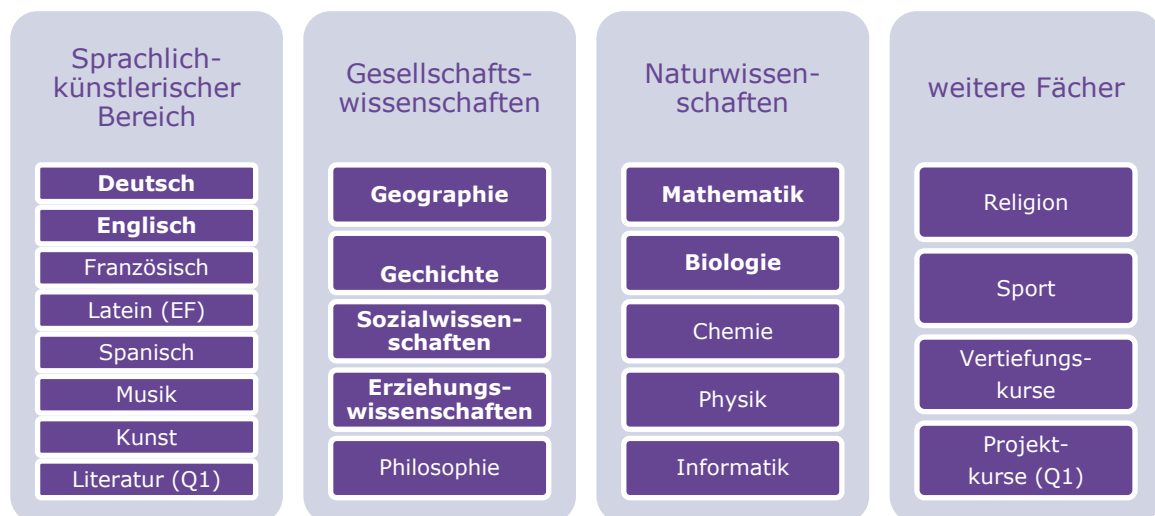 Sprachlich-
künstlerischer
Bereich
Deutsch
Englisch
Französisch
Latein (EF)
Spanisch
Musik
Kunst
Literatur (Q1)
Gesellschafts-
wissenschaften
Geographie
Gechichte
Sozialwissen-
schaften
Erziehungs-
wissenschaften
Philosophie
Naturwissen-
schaften
Mathematik
Biologie
Chemie
Physik
Informatik
weitere Fächer
Religion
Sport
Vertiefungs-
kurse
Projekt-
kurse (Q1)